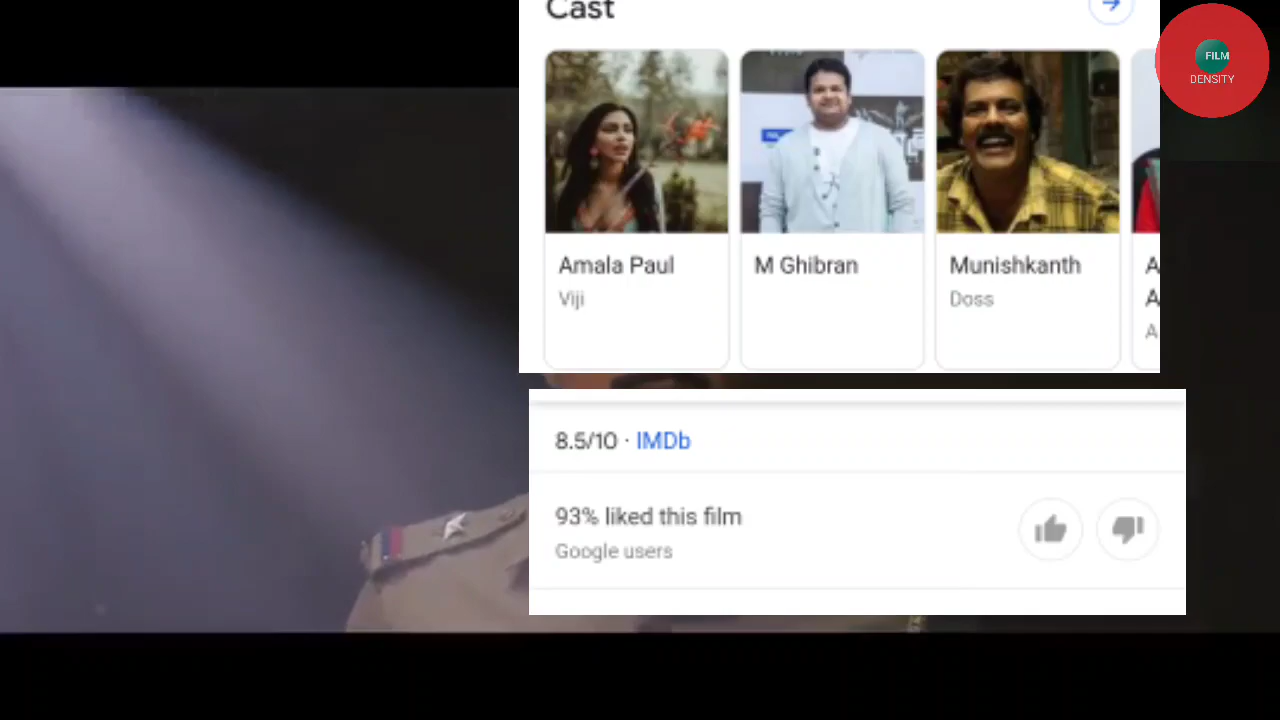 Cast
FILM
DENSITY
Amala Paul
Viji
M Ghibran
Munishkanth
Doss
A
A
A
8.5/10 · IMDb
93% liked this film
Google users